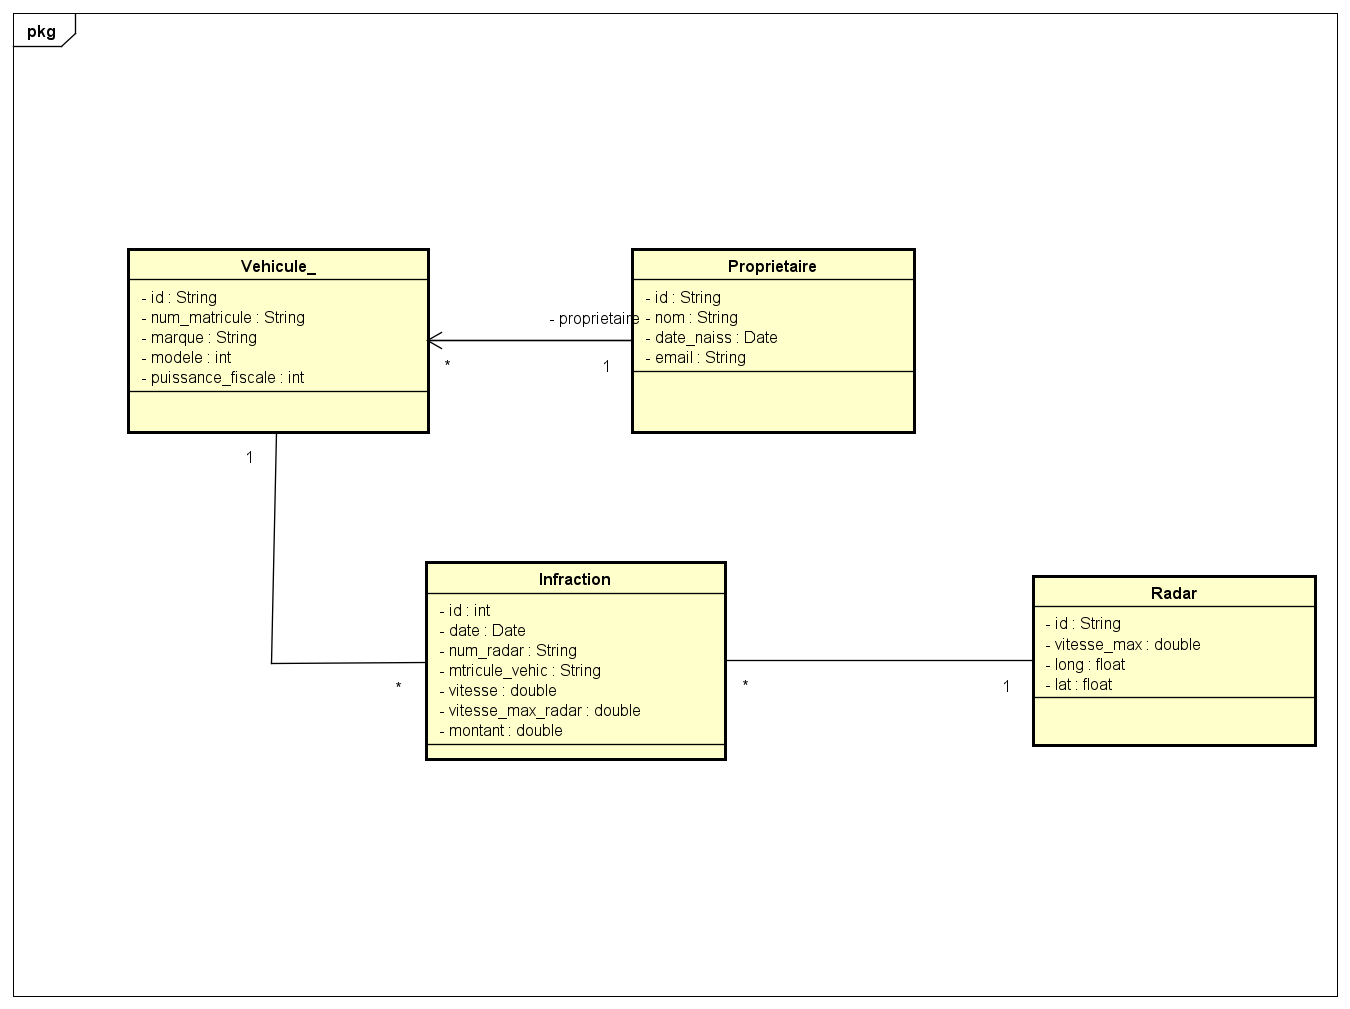 pkg
Vehicule_
- id : String
- num_matricule : String
- marque : String
- modele : int
- puissance_fiscale : int
- proprietaire
*
1
Proprietaire
- id : String
- nom : String
- date_naiss : Date
- email : String
1
*
Infraction
- id : int
- date : Date
- num_radar : String
- mtricule_vehic : String
- vitesse : double
- vitesse_max_radar : double
- montant : double
*
1
Radar
- id : String
- vitesse_max : double
- long : float
- lat : float